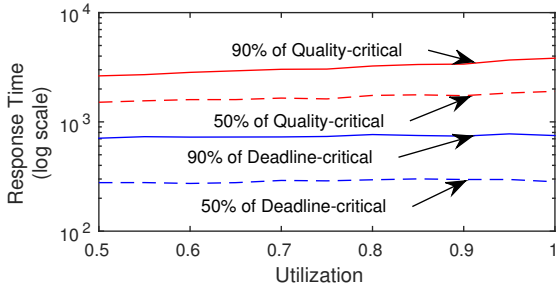 10^4
90% of Quality-critical
10^3
50% of Quality-critical
90% of Deadline-critical
50% of Deadline-critical
10^2
Response Time
(log scale)
0.5 0.6 0.7 0.8 0.9 1
Utilization